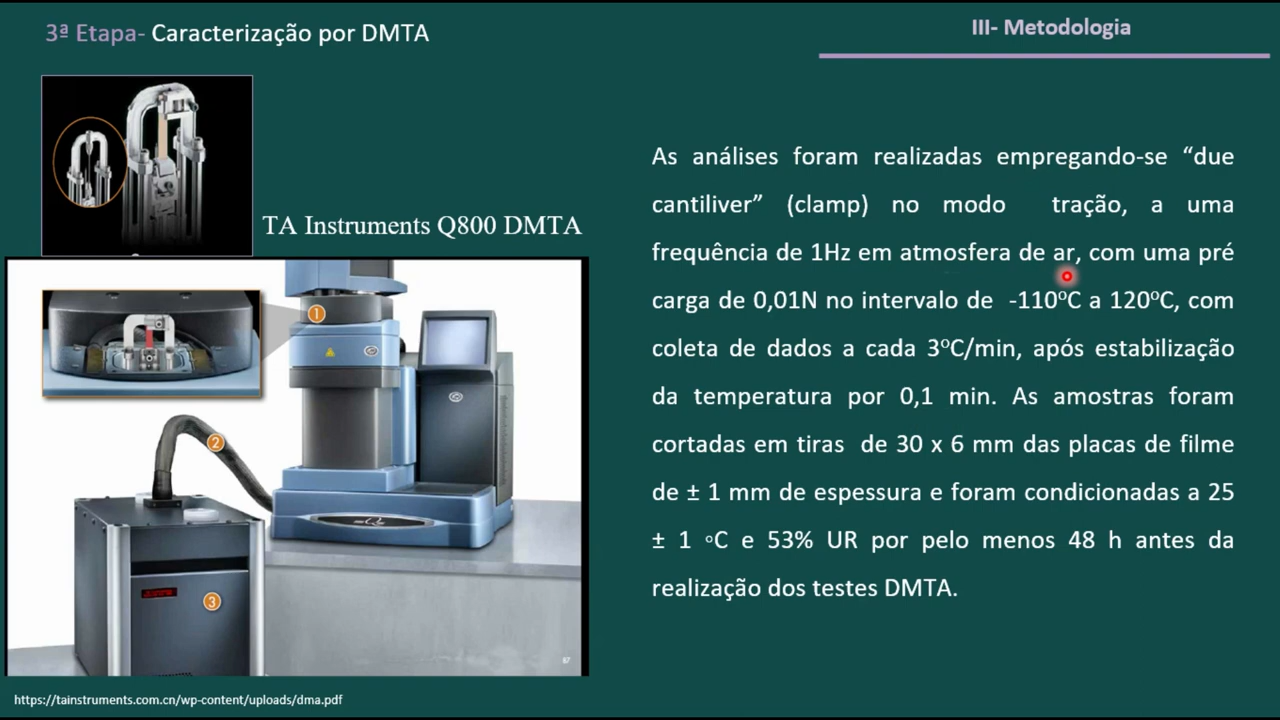 3ª Etapa- Caracterização por DMTA
III- Metodologia
TA Instruments Q800 DMTA
As análises foram realizadas empregando-se “due
cantiliver” (clamp) no modo tração, a uma
frequência de 1Hz em atmosfera de ar, com uma pré
carga de 0,01N no intervalo de -110ºC a 120ºC, com
coleta de dados a cada 3ºC/min, após estabilização
da temperatura por 0,1 min. As amostras foram
cortadas em tiras de 30 x 6 mm das placas de filme
de ± 1 mm de espessura e foram condicionadas a 25
± 1 ºC e 53% UR por pelo menos 48 h antes da
realização dos testes DMTA.
1
2
3
87
https://tainstruments.com.cn/wp-content/uploads/dma.pdf